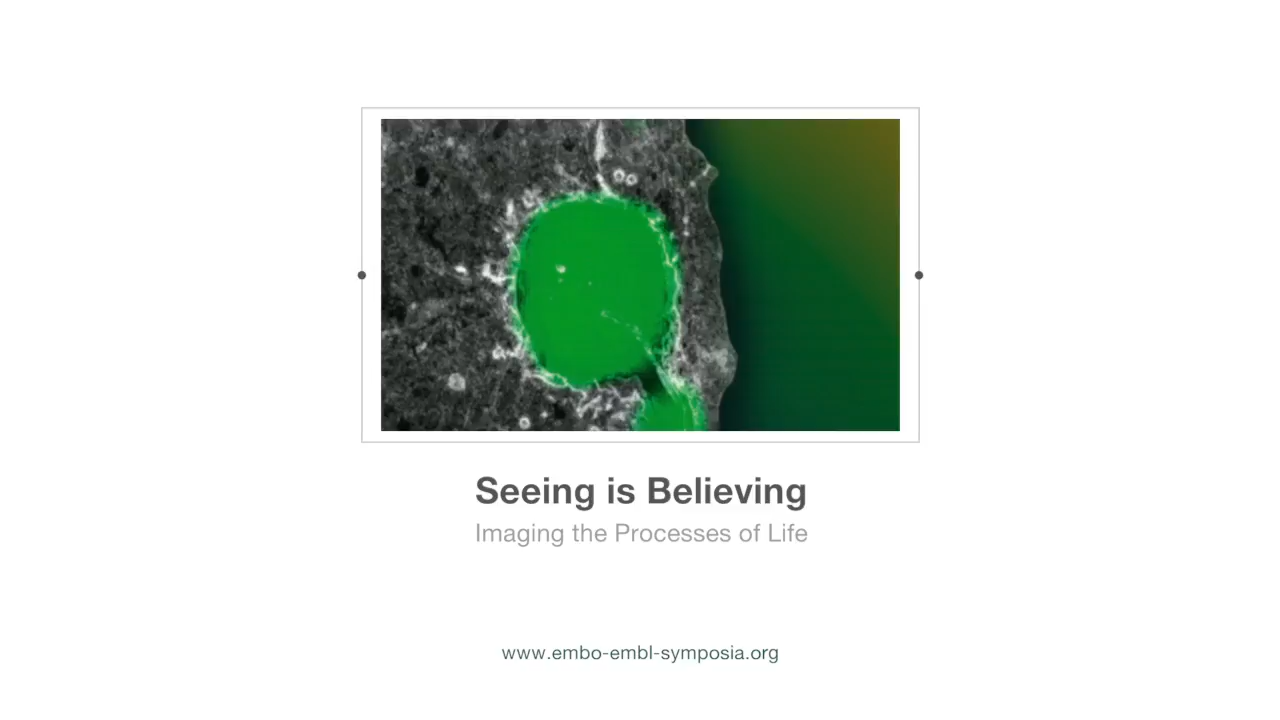 Seeing is Believing
Imaging the Processes of Life
www.embo-embl-symposia.org